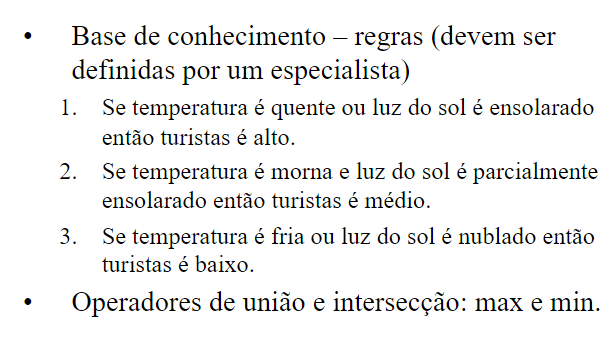 • Base de conhecimento – regras (devem ser
definidas por um especialista)
1. Se temperatura é quente ou luz do sol é ensolarado
então turistas é alto.
2. Se temperatura é morna e luz do sol é parcialmente
ensolarado então turistas é médio.
3. Se temperatura é fria ou luz do sol é nublado então
turistas é baixo.
• Operadores de união e intersecção: max e min.